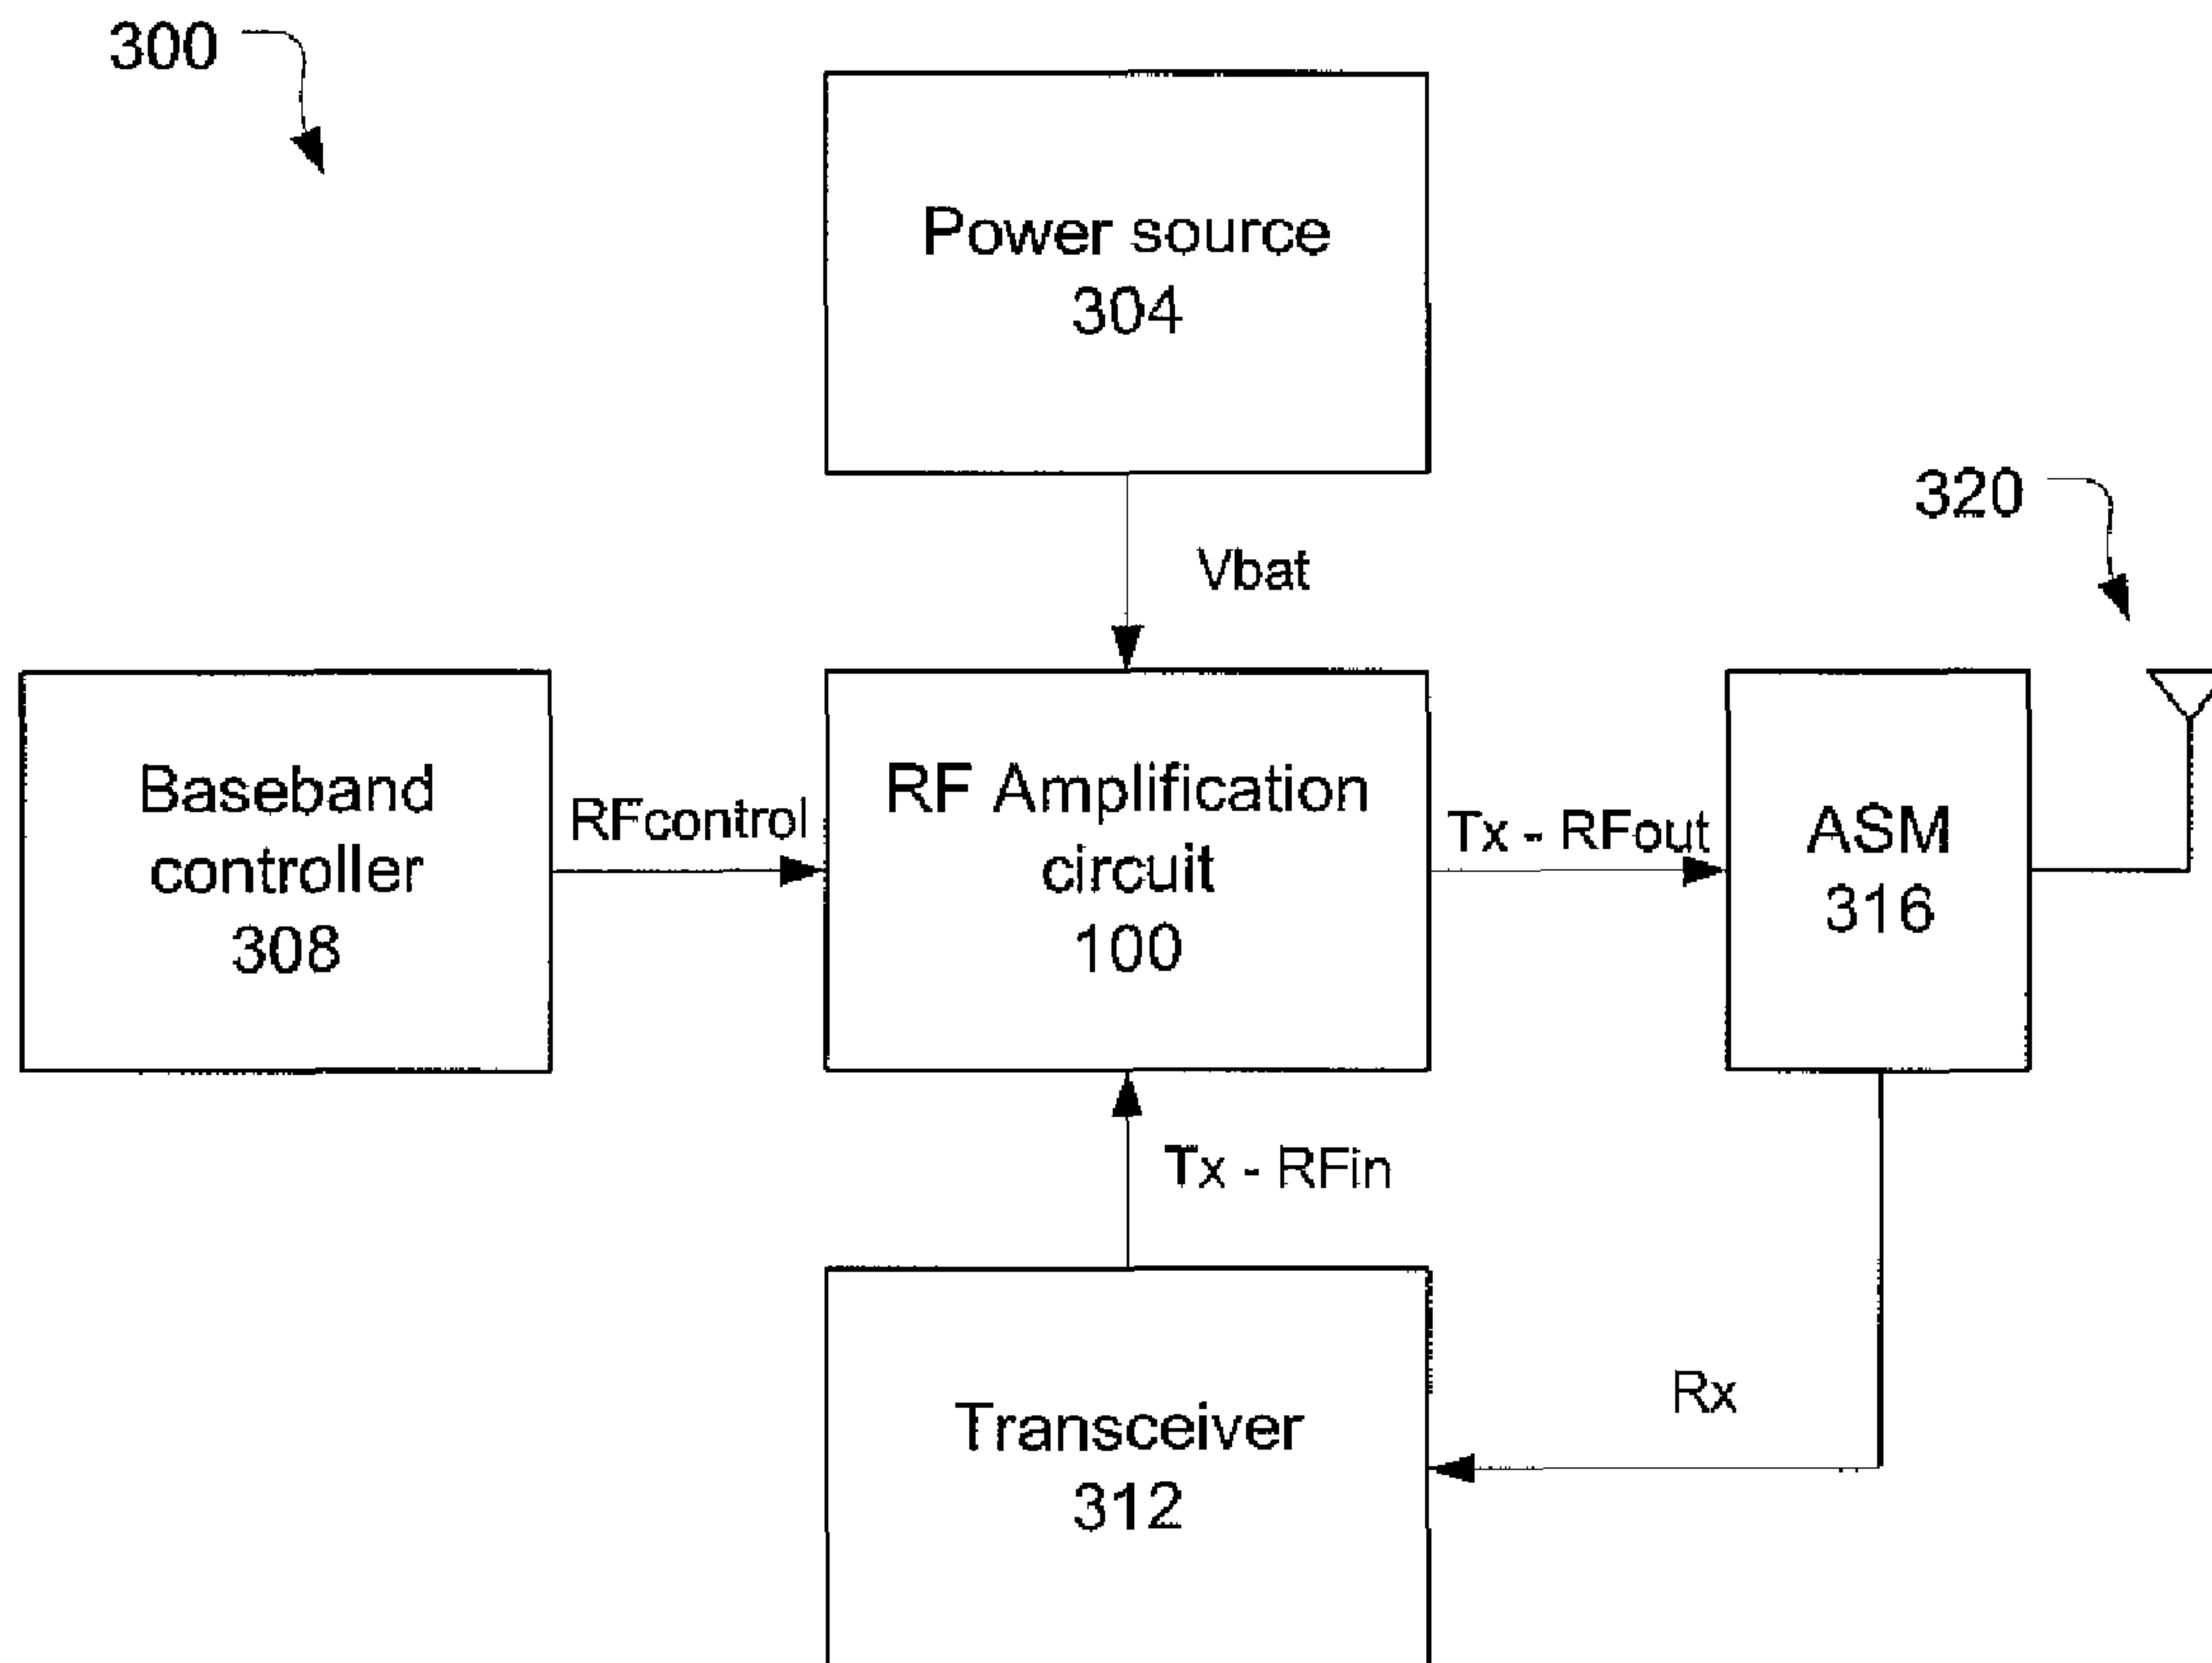 300
Power source
304
320
Vbat
Baseband
controller
308
RFcontrol
RF Amplification
circuit
100
Tx - RFout
ASM
316
Tx - RFin
Rx
Transceiver
312